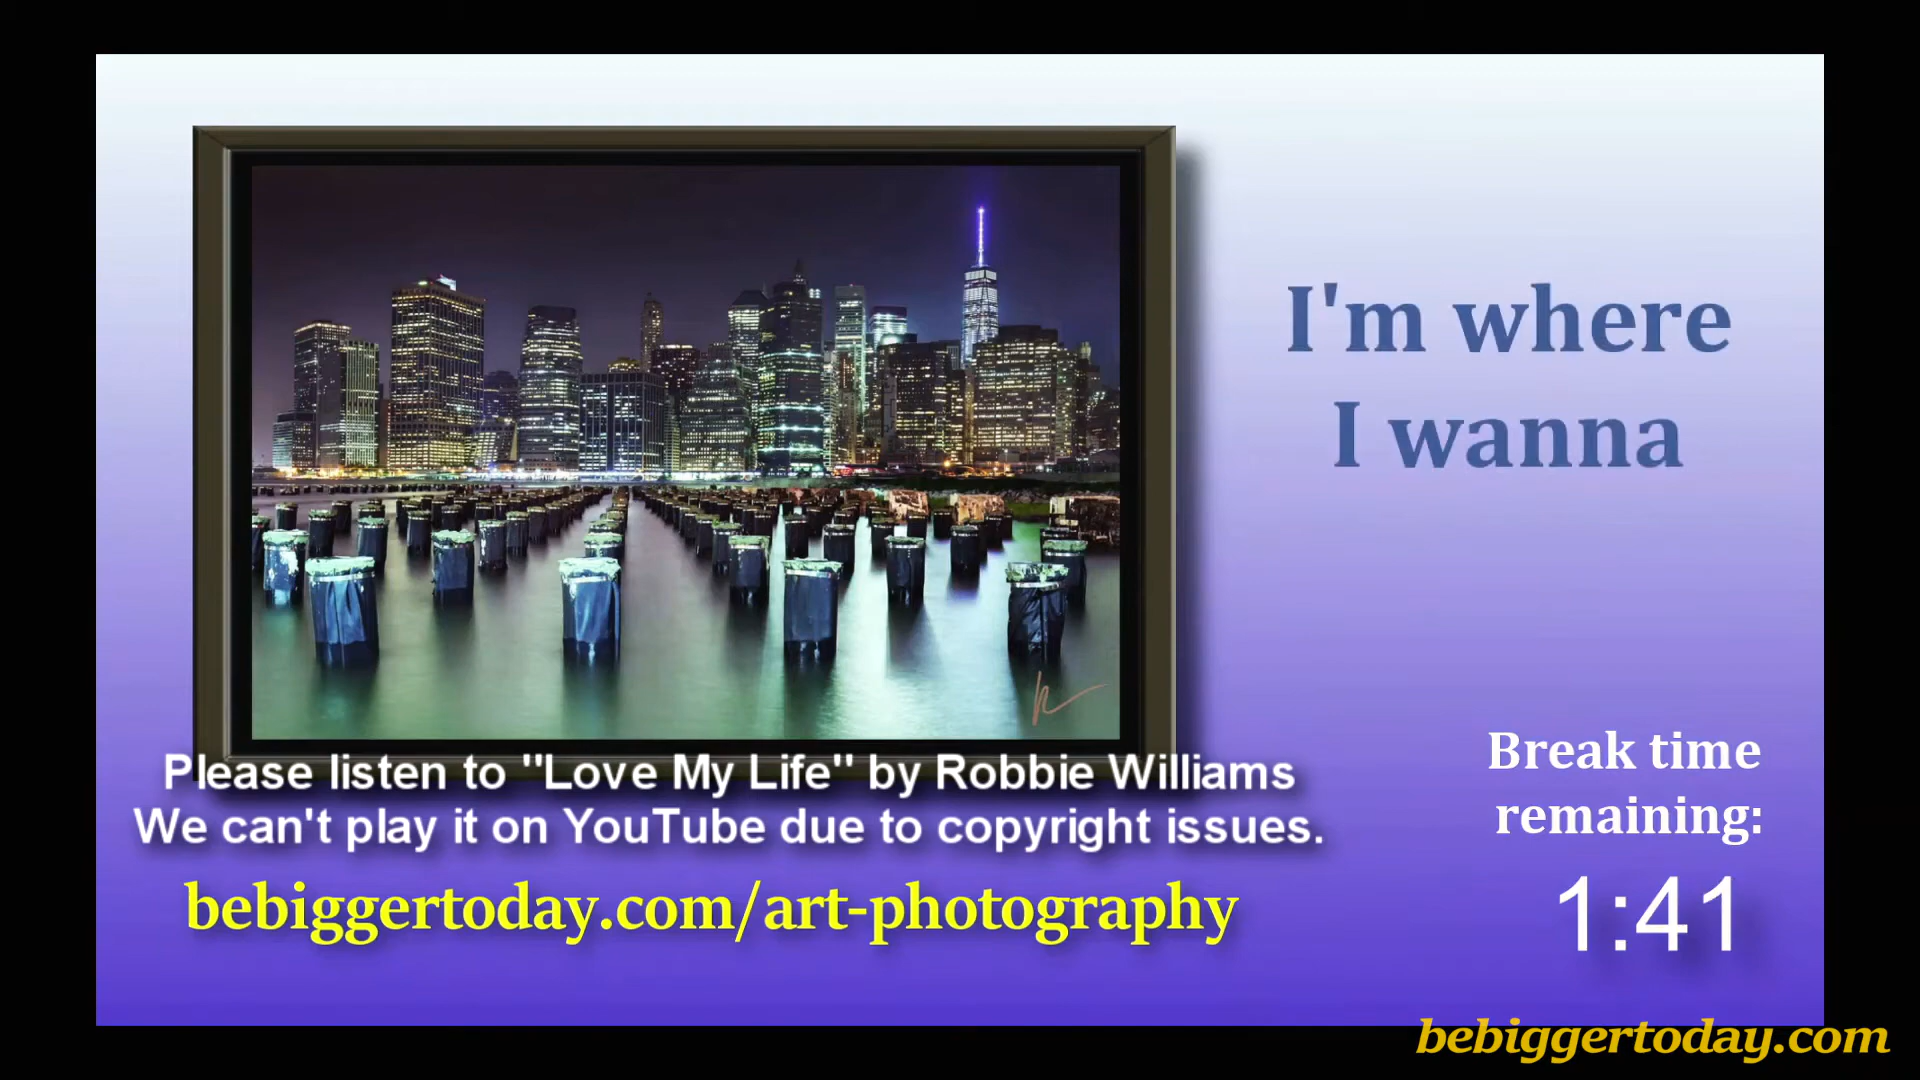 I'm where
I wanna
Please listen to "Love My Life" by Robbie Williams
We can't play it on YouTube due to copyright issues.
bebiggertoday.com/art-photography
Break time
remaining:
1:41
bebiggertoday.com